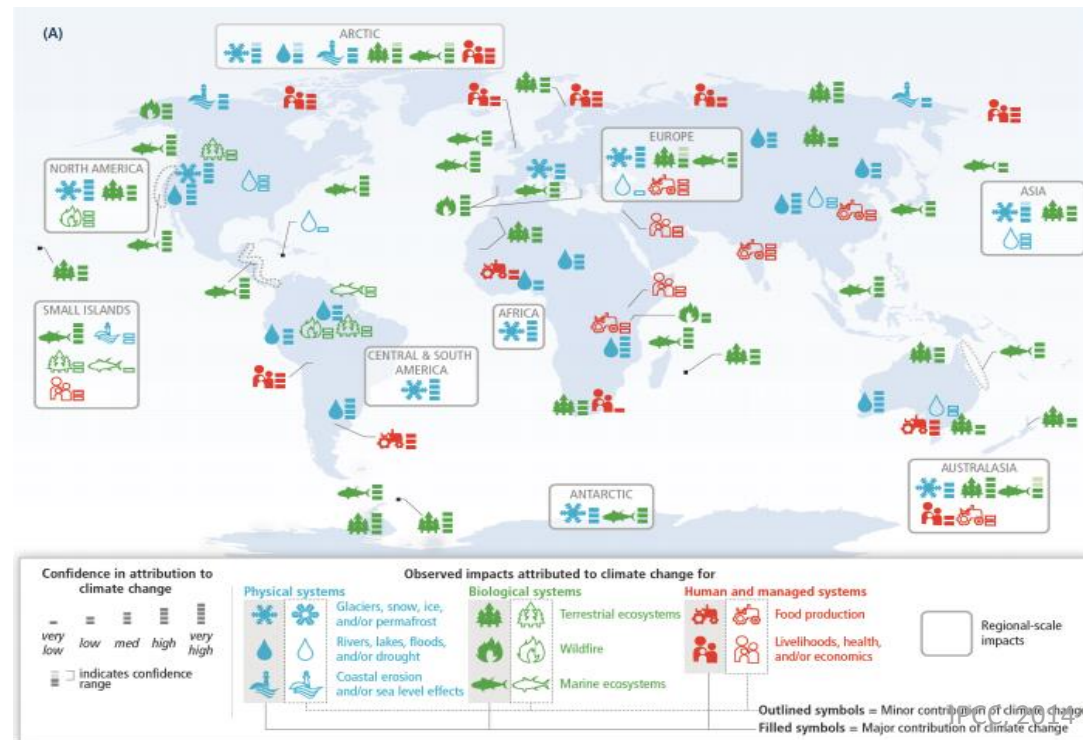 (A)
ARCTIC
EUROPE
NORTH AMERICA
ASIA
SMALL ISLANDS
AFRICA
CENTRAL & SOUTH
AMERICA
AUSTRALASIA
ANTARCTIC
Confidence in attribution to
climate change
very
low
low
med
high
very
high
indicates confidence
range
Observed impacts attributed to climate change for
Physical systems
Glaciers, snow, ice,
and/or permafrost
Rivers, lakes, floods,
and/or drought
Coastal erosion
and/or sea level effects
Biological systems
Terrestrial ecosystems
Wildfire
Marine ecosystems
Human and managed systems
Food production
Livelihoods, health,
and/or economics
Regional-scale
impacts
Outlined symbols = Minor contribution of climate change
Filled symbols = Major contribution of climate change
IPCC, 2014